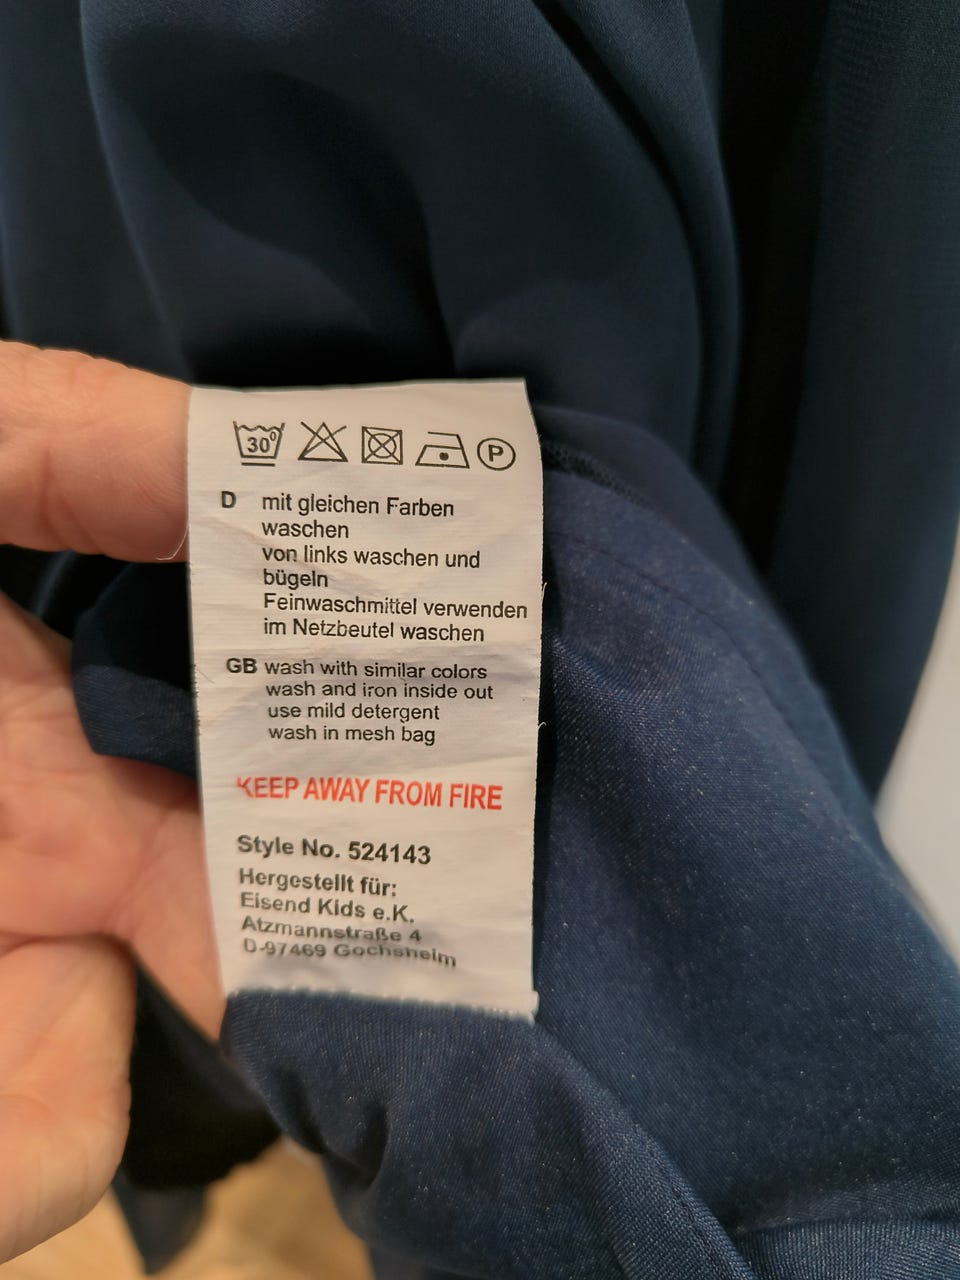 30°
P
D mit gleichen Farben
waschen
von links waschen und
bügeln
Feinwaschmittel verwenden
im Netzbeutel waschen
GB wash with similar colors
wash and iron inside out
use mild detergent
wash in mesh bag
KEEP AWAY FROM FIRE
Style No. 524143
Hergestellt für:
Eisend Kids e.K.
Atzmannstraße 4
D-97469 Gochsheim